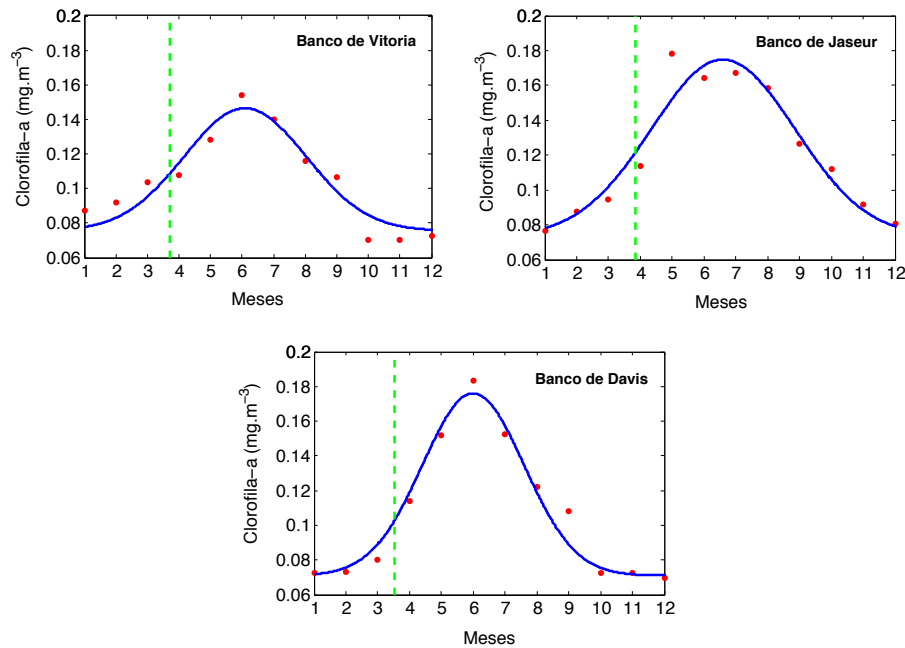 Banco de Vitoria
Clorofila-a (mg.m⁻³)
0.2
0.18
0.16
0.14
0.12
0.1
0.08
0.06
1 2 3 4 5 6 7 8 9 10 11 12
Meses
Banco de Jaseur
Clorofila-a (mg.m⁻³)
0.2
0.18
0.16
0.14
0.12
0.1
0.08
0.06
1 2 3 4 5 6 7 8 9 10 11 12
Meses
Banco de Davis
Clorofila-a (mg.m⁻³)
0.2
0.18
0.16
0.14
0.12
0.1
0.08
0.06
1 2 3 4 5 6 7 8 9 10 11 12
Meses